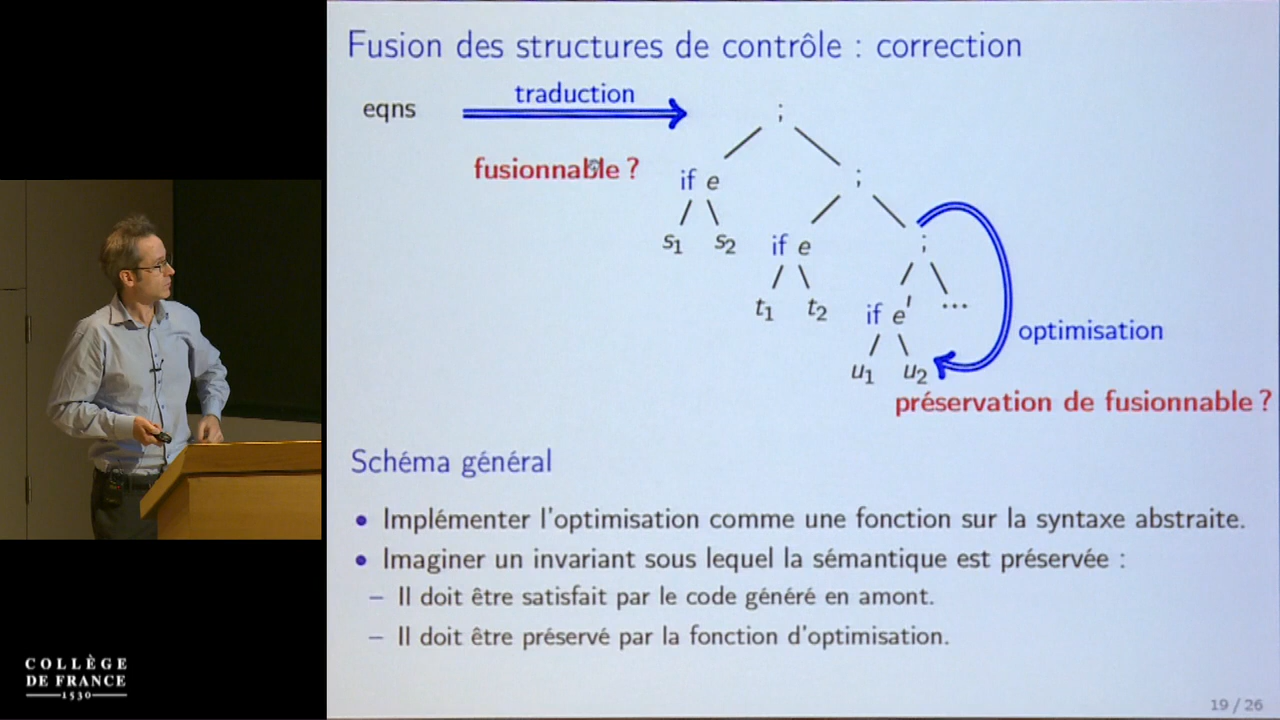 Fusion des structures de contrôle : correction
eqns
traduction
;
fusionnable ?
if e
;
s1 s2
if e
;
t1 t2
if e'
...
optimisation
u1 u2
préservation de fusionnable ?
Schéma général
• Implémenter l'optimisation comme une fonction sur la syntaxe abstraite.
• Imaginer un invariant sous lequel la sémantique est préservée :
– Il doit être satisfait par le code généré en amont.
– Il doit être préservé par la fonction d'optimisation.
COLLÈGE
DE FRANCE
1530
19 / 26